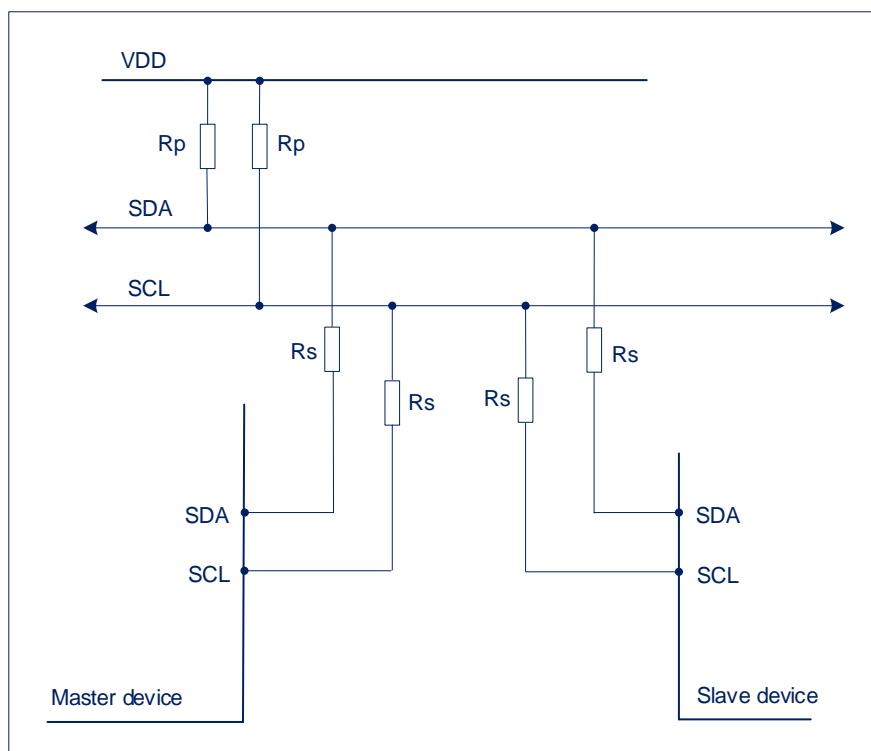 VDD
Rp
Rp
SDA
SCL
Rs
Rs
Rs
Rs
SDA
SDA
SCL
SCL
Master device
Slave device